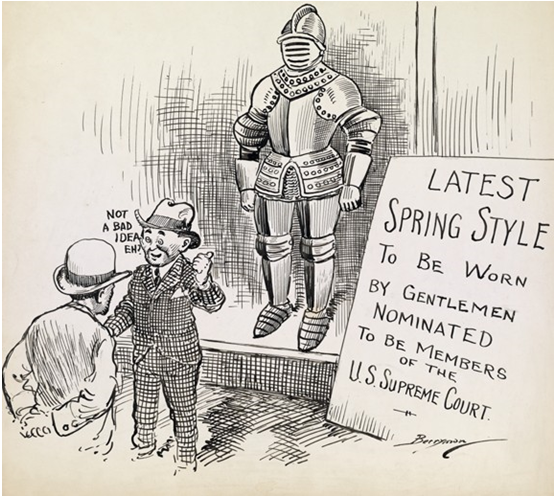 NOT
A BAD
IDEA
EH?
LATEST
SPRING STYLE
TO BE WORN
BY GENTLEMEN
NOMINATED
TO BE MEMBERS
OF THE
U.S. SUPREME COURT.
Berryman